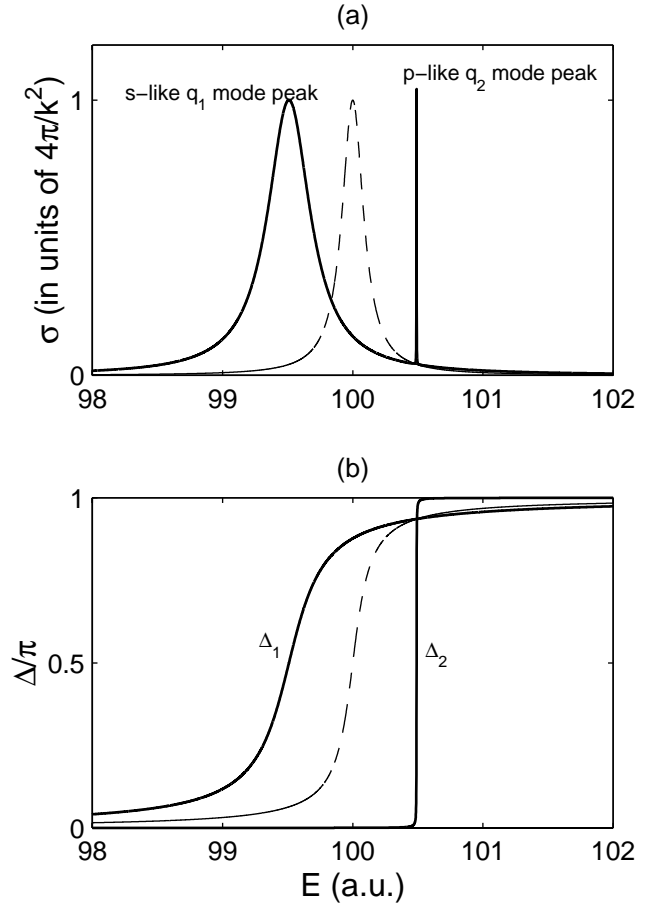 (a)
s−like q₁ mode peak
p−like q₂ mode peak
σ (in units of 4π/k²)
1
0
98 99 100 101 102
(b)
Δ/π
1
0.5
0
Δ₁
Δ₂
98 99 100 101 102
E (a.u.)